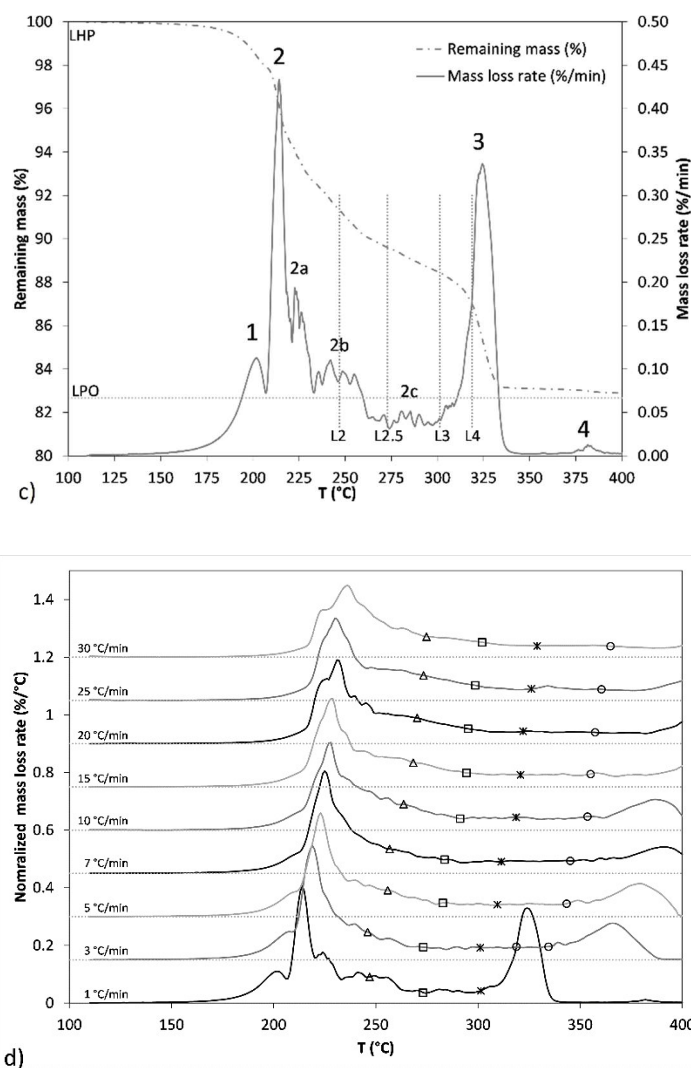 100
98
96
94
92
90
88
86
84
82
80
Remaining mass (%)
LHP
LPO
Remaining mass (%)
Mass loss rate (%/min)
1
2
2a
2b
2c
3
4
L2
L2.5
L3
L4
0.50
0.45
0.40
0.35
0.30
0.25
0.20
0.15
0.10
0.05
0.00
Mass loss rate (%/min)
100 125 150 175 200 225 250 275 300 325 350 375 400
T (°C)
c)
1.4
1.2
1
0.8
0.6
0.4
0.2
0
Nomralized mass loss rate (%/°C)
30 °C/min
25 °C/min
20 °C/min
15 °C/min
10 °C/min
7 °C/min
5 °C/min
3 °C/min
1 °C/min
100 150 200 250 300 350 400
T (°C)
d)